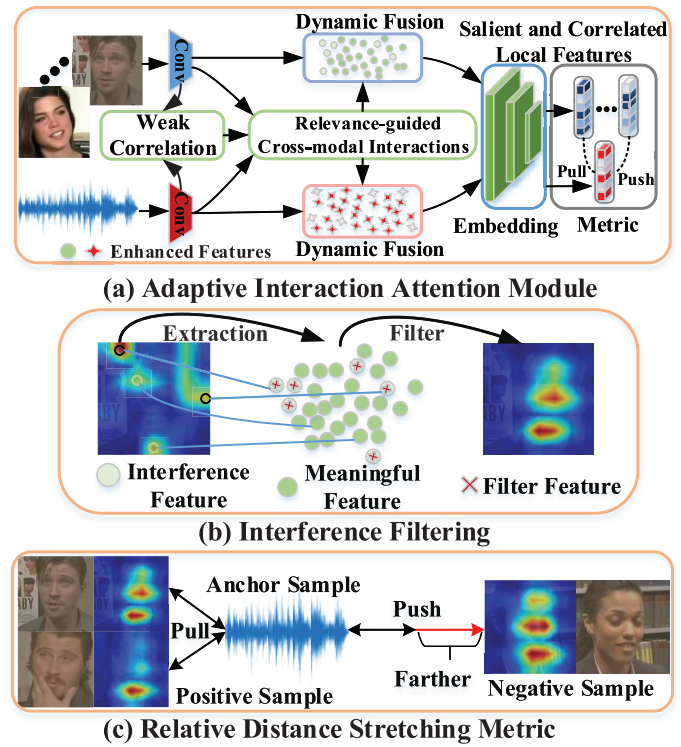 Dynamic Fusion
Salient and Correlated
Local Features
Conv
Weak
Correlation
Relevance-guided
Cross-modal Interactions
Pull
Push
Conv
Enhanced Features
Dynamic Fusion
Embedding
Metric
(a) Adaptive Interaction Attention Module
Extraction
Filter
ABY
Interference
Feature
Meaningful
Feature
Filter Feature
(b) Interference Filtering
ABY
Anchor Sample
Push
Pull
Farther
Positive Sample
Negative Sample
(c) Relative Distance Stretching Metric